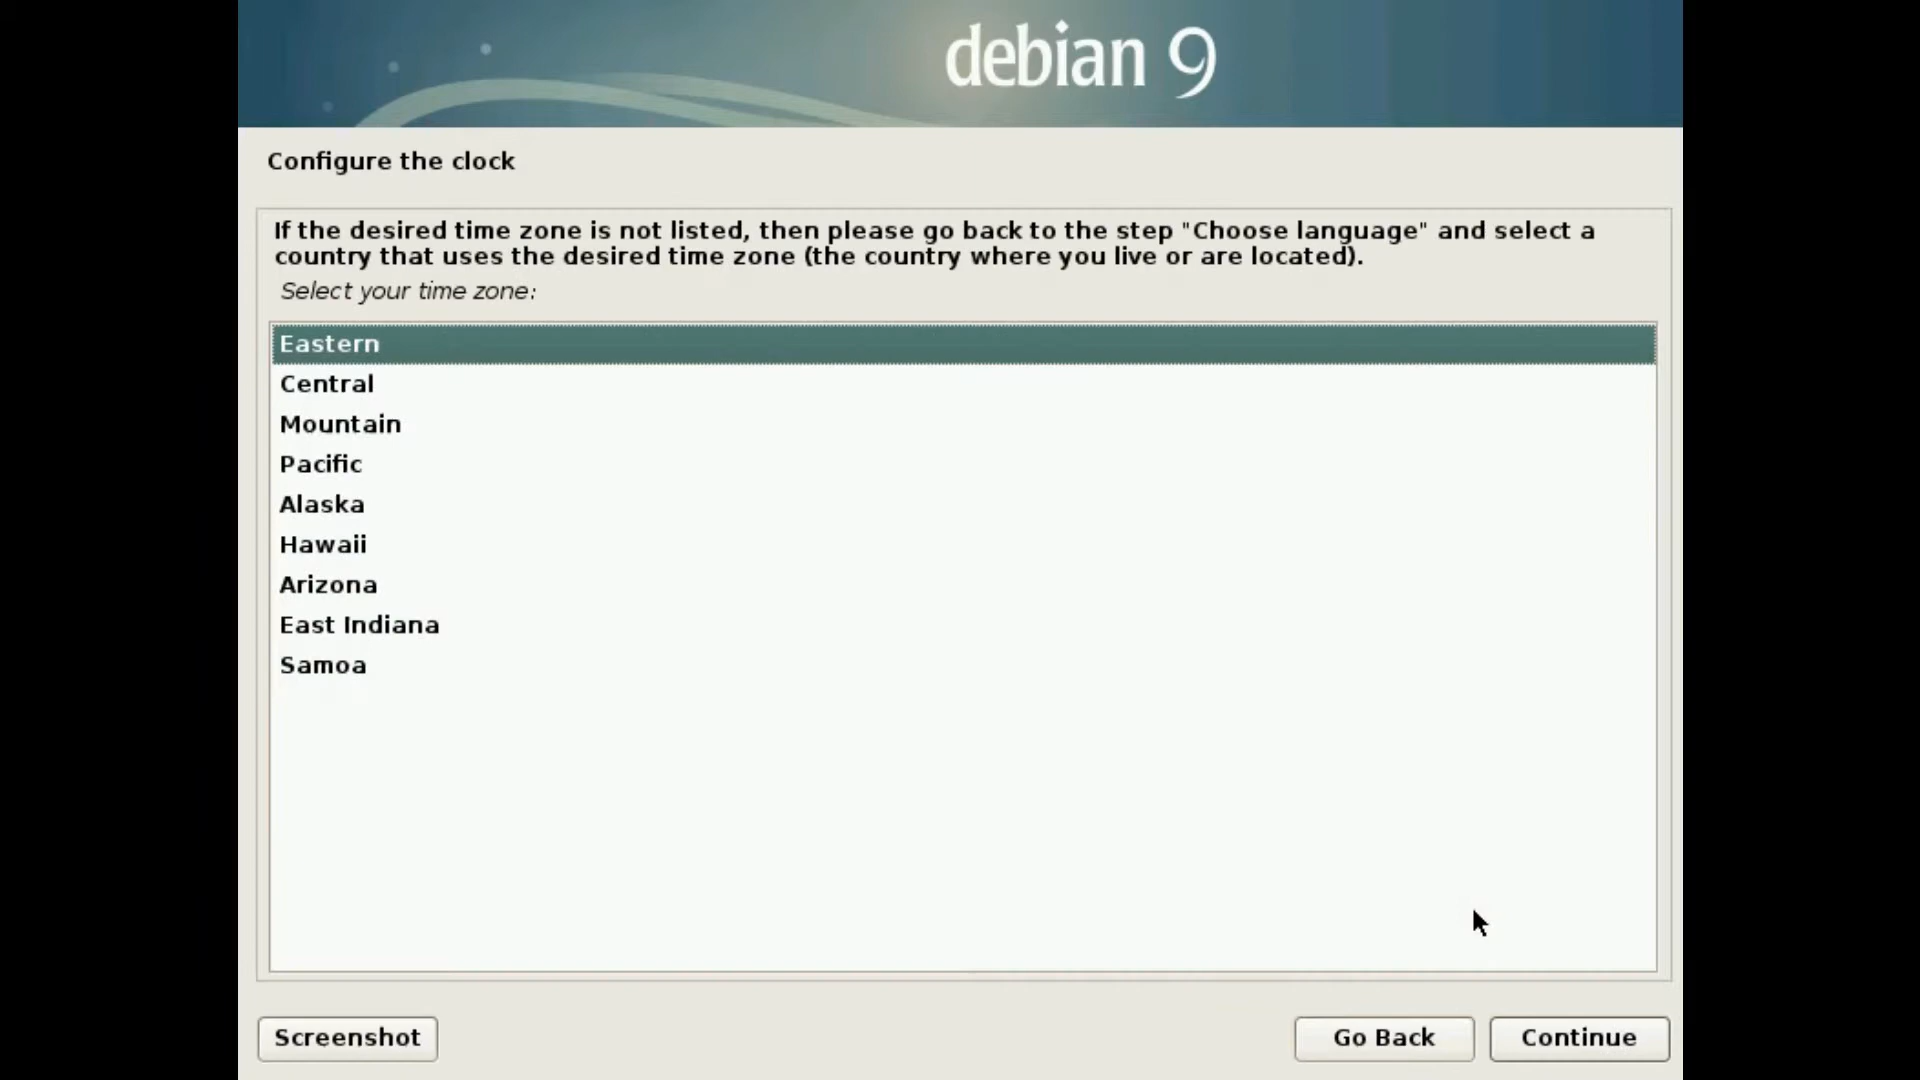 debian 9
Configure the clock
If the desired time zone is not listed, then please go back to the step "Choose language" and select a
country that uses the desired time zone (the country where you live or are located).
Select your time zone:
Eastern
Central
Mountain
Pacific
Alaska
Hawaii
Arizona
East Indiana
Samoa
Screenshot
Go Back
Continue